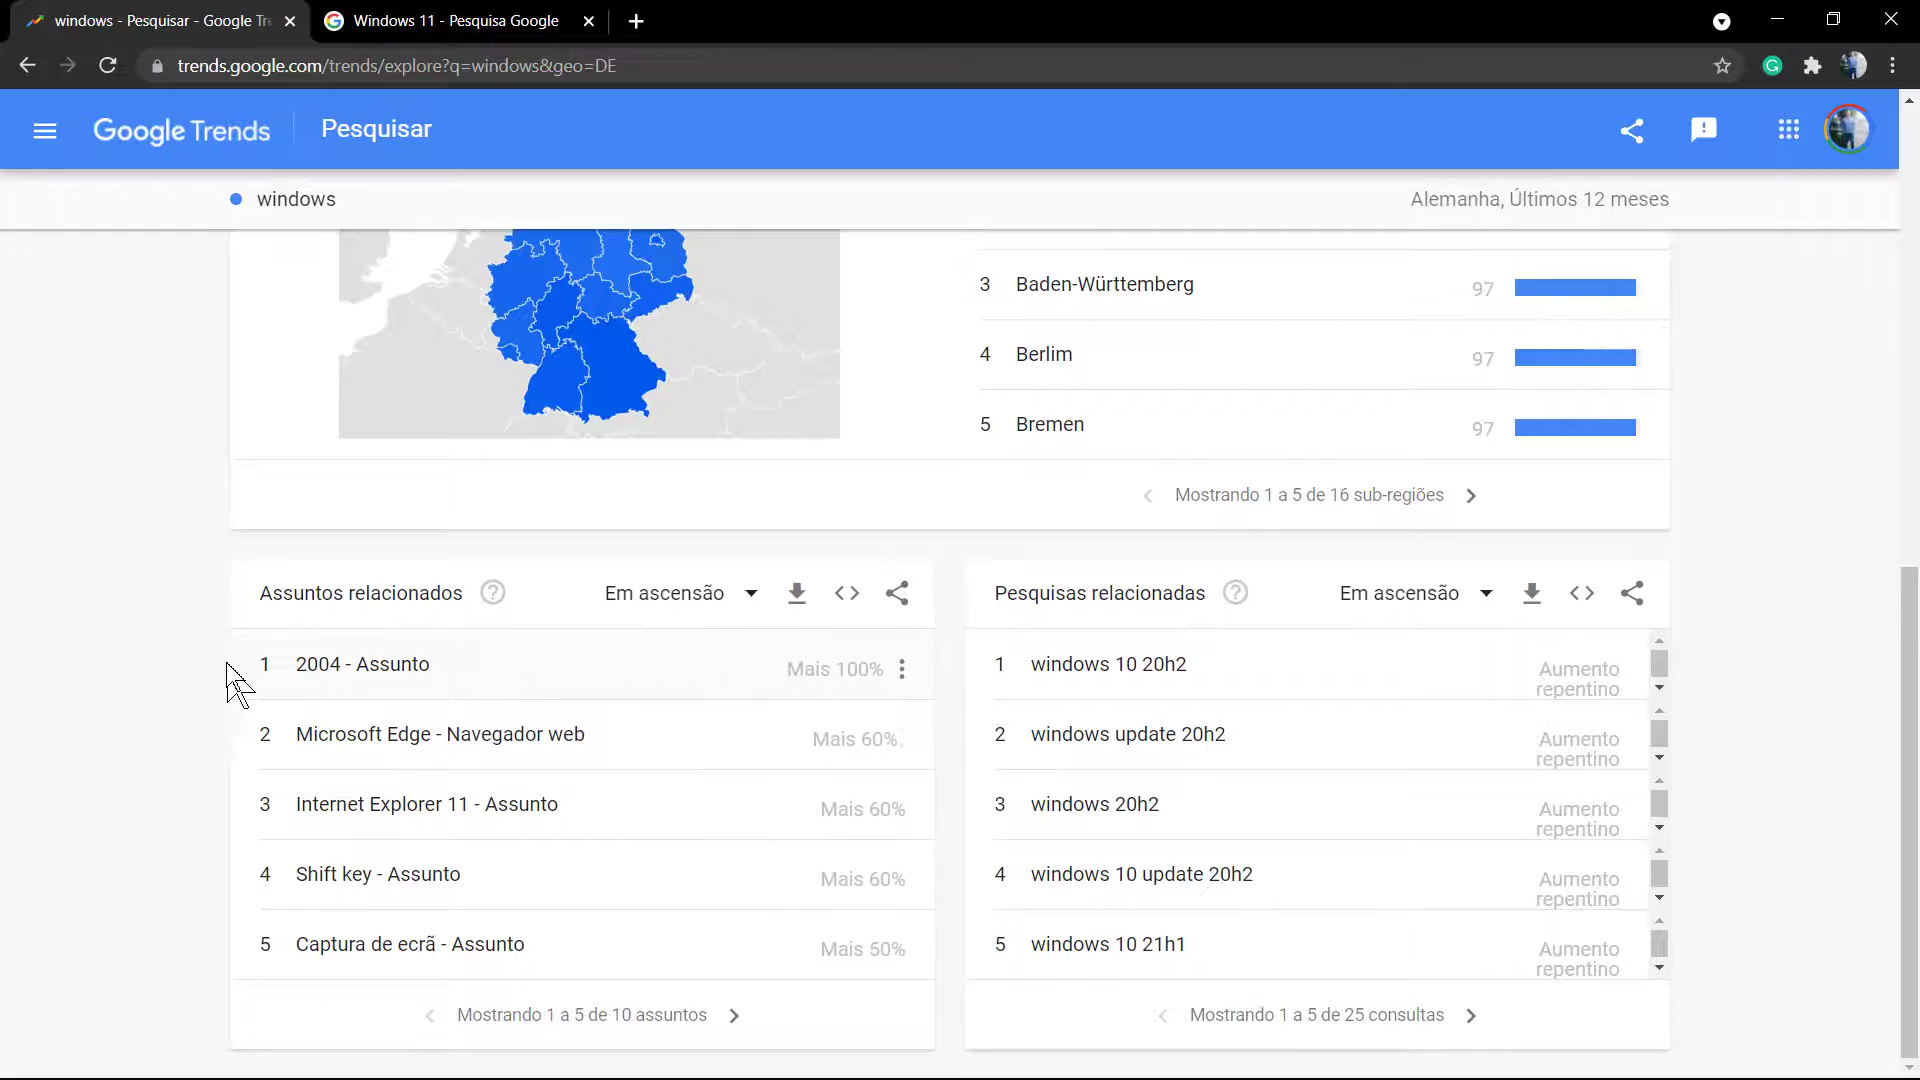 windows - Pesquisar - Google Tre
Windows 11 - Pesquisa Google
trends.google.com/trends/explore?q=windows&geo=DE
Google Trends
Pesquisar
windows
Alemanha, Últimos 12 meses
3 Baden-Württemberg 97
4 Berlim 97
5 Bremen 97
Mostrando 1 a 5 de 16 sub-regiões
Assuntos relacionados
Em ascensão
1 2004 - Assunto Mais 100%
2 Microsoft Edge - Navegador web Mais 60%
3 Internet Explorer 11 - Assunto Mais 60%
4 Shift key - Assunto Mais 60%
5 Captura de ecrã - Assunto Mais 50%
Mostrando 1 a 5 de 10 assuntos
Pesquisas relacionadas
Em ascensão
1 windows 10 20h2 Aumento
repentino
2 windows update 20h2 Aumento
repentino
3 windows 20h2 Aumento
repentino
4 windows 10 update 20h2 Aumento
repentino
5 windows 10 21h1 Aumento
repentino
Mostrando 1 a 5 de 25 consultas